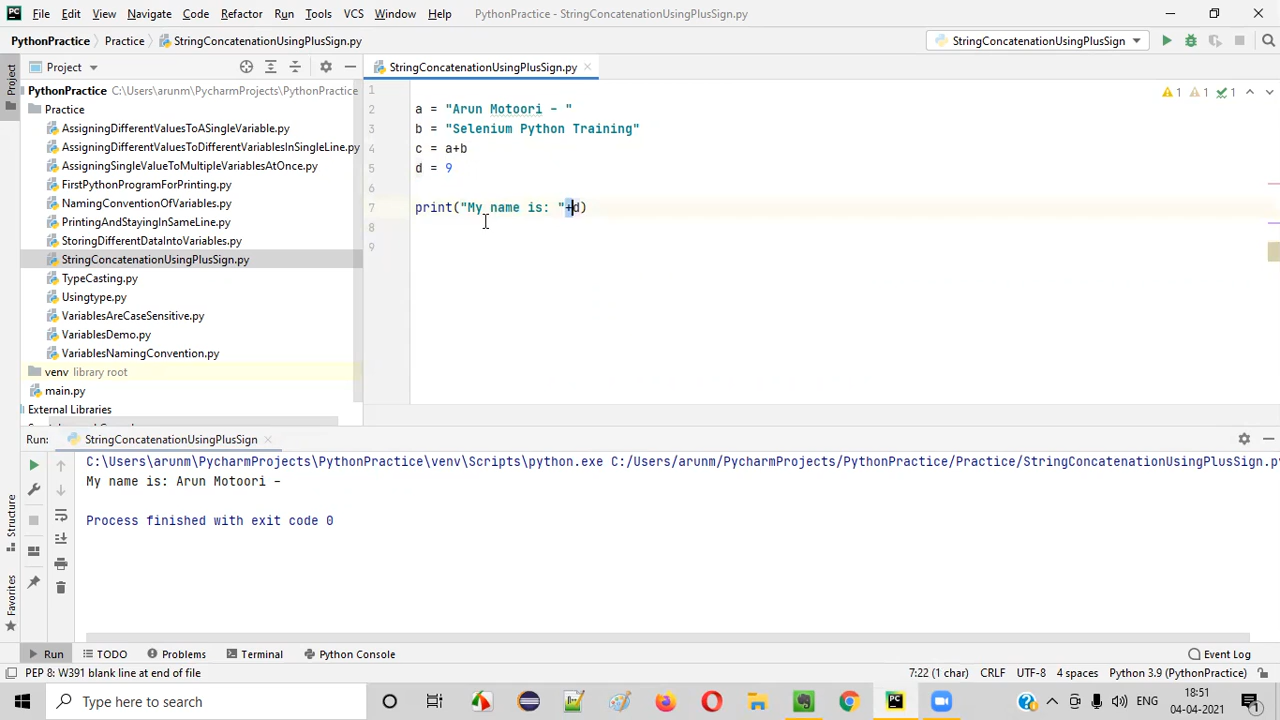 File Edit View Navigate Code Refactor Run Tools VCS Window Help PythonPractice - StringConcatenationUsingPlusSign.py
PythonPractice Practice StringConcatenationUsingPlusSign.py StringConcatenationUsingPlusSign
Project StringConcatenationUsingPlusSign.py
Project
PythonPractice C:\Users\arunm\PycharmProjects\PythonPractice
Practice
AssigningDifferentValuesToASingleVariable.py
AssigningDifferentValuesToDifferentVariablesInSingleLine.py
AssigningSingleValueToMultipleVariablesAtOnce.py
FirstPythonProgramForPrinting.py
NamingConventionOfVariables.py
PrintingAndStayingInSameLine.py
StoringDifferentDataIntoVariables.py
StringConcatenationUsingPlusSign.py
TypeCasting.py
Usingtype.py
VariablesAreCaseSensitive.py
VariablesDemo.py
VariablesNamingConvention.py
venv library root
main.py
External Libraries
1
2 a = "Arun Motoori - "
3 b = "Selenium Python Training"
4 c = a+b
5 d = 9
6
7 print("My name is: "+d)
8
9
1 1 1
Run: StringConcatenationUsingPlusSign
C:\Users\arunm\PycharmProjects\PythonPractice\venv\Scripts\python.exe C:/Users/arunm/PycharmProjects/PythonPractice/Practice/StringConcatenationUsingPlusSign.py
My name is: Arun Motoori -
Process finished with exit code 0
Structure
Favorites
Run TODO Problems Terminal Python Console Event Log
PEP 8: W391 blank line at end of file 7:22 (1 char) CRLF UTF-8 4 spaces Python 3.9 (PythonPractice)
Type here to search ENG 18:51
04-04-2021 1